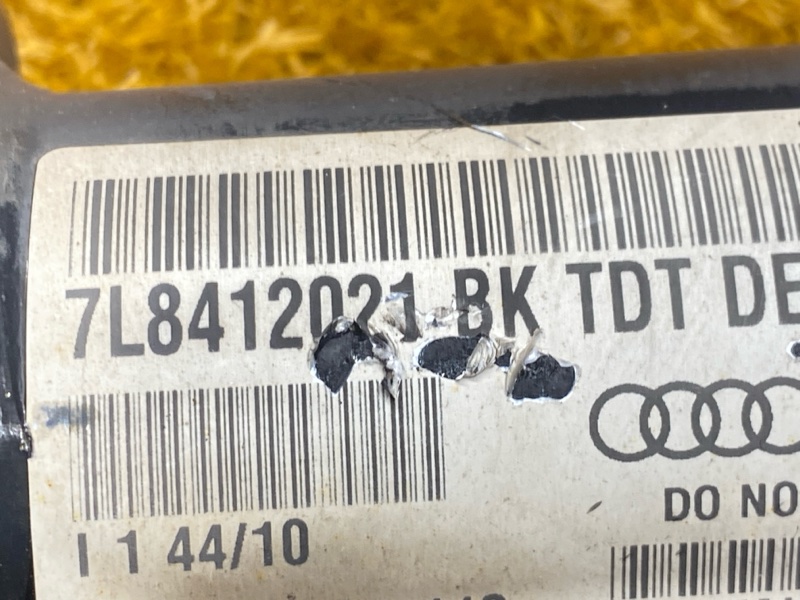 7L8412021 BK TDT DE
I 1 44/10
DO NO